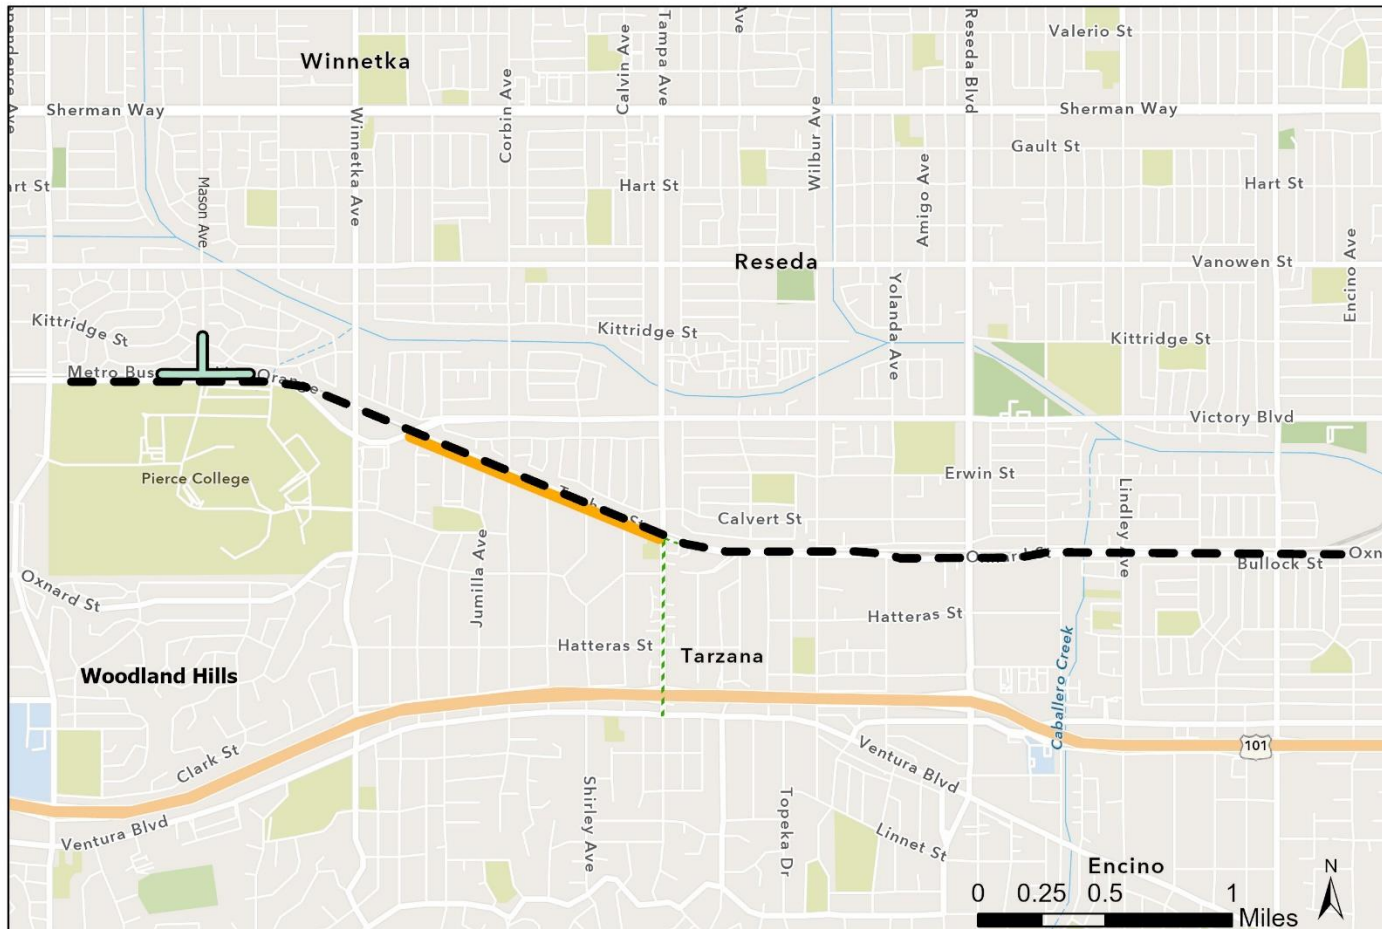 Valerio St
Winnetka
Calvin Ave
Tampa Ave
Ave
Reseda Blvd
Sherman Way
Sherman Way
Winnetka Ave
Corbin Ave
Wilbur Ave
Gault St
Mason Ave
Hart St
Amigo Ave
Hart St
Reseda
Vanowen St
Encino Ave
Yolanda Ave
Kittridge St
Kittridge St
Kittridge St
Metro Bus
Orange
Victory Blvd
Pierce College
Erwin St
Lindley Ave
Calvert St
Jumilla Ave
Bullock St
Oxnard St
Hatteras St
Hatteras St
Tarzana
Woodland Hills
Caballero Creek
Clark St
101
Ventura Blvd
Shirley Ave
Topeka Dr
Ventura Blvd
Linnet St
Encino
N
0 0.25 0.5 1
Miles